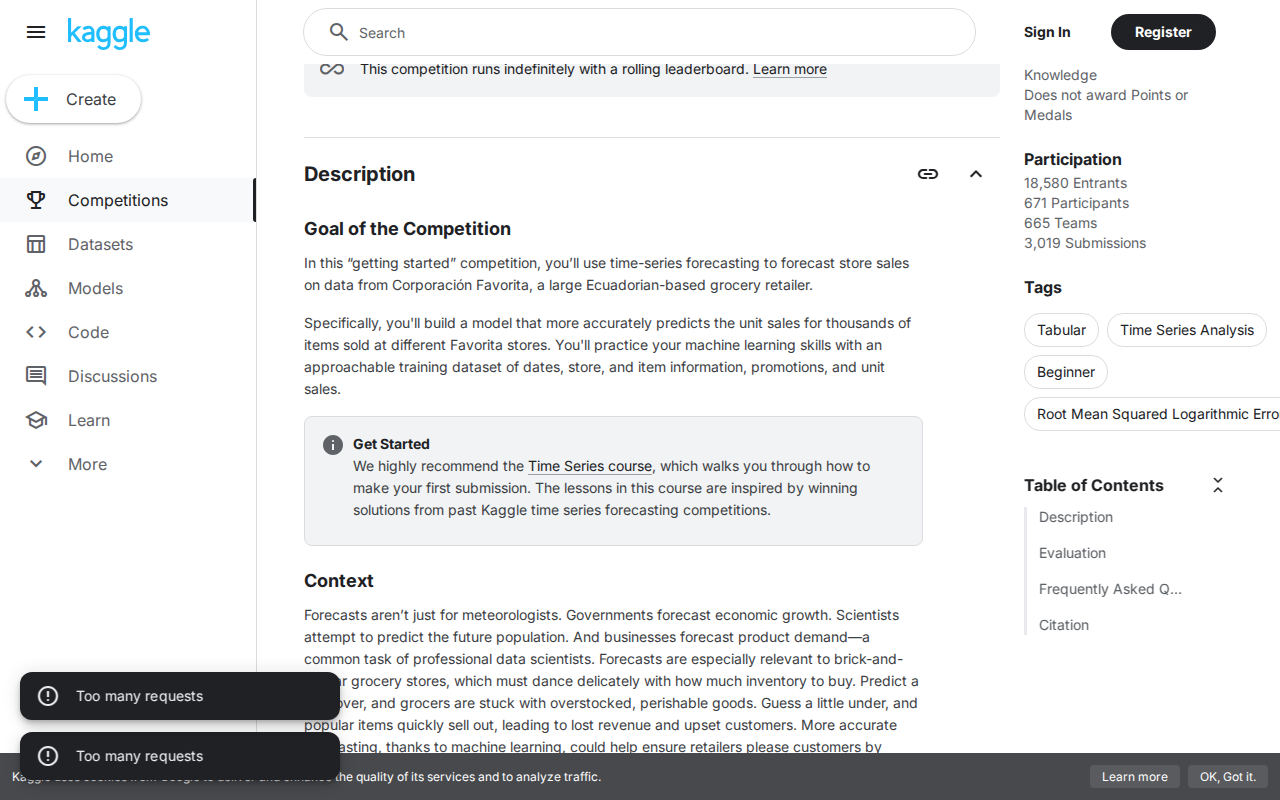 kaggle
Search
Sign In
Register
Create
Home
Competitions
Datasets
Models
Code
Discussions
Learn
More
This competition runs indefinitely with a rolling leaderboard. Learn more
Description
Goal of the Competition
In this “getting started” competition, you’ll use time-series forecasting to forecast store sales
on data from Corporación Favorita, a large Ecuadorian-based grocery retailer.
Specifically, you'll build a model that more accurately predicts the unit sales for thousands of
items sold at different Favorita stores. You'll practice your machine learning skills with an
approachable training dataset of dates, store, and item information, promotions, and unit
sales.
Get Started
We highly recommend the Time Series course, which walks you through how to
make your first submission. The lessons in this course are inspired by winning
solutions from past Kaggle time series forecasting competitions.
Context
Forecasts aren’t just for meteorologists. Governments forecast economic growth. Scientists
attempt to predict the future population. And businesses forecast product demand—a
common task of professional data scientists. Forecasts are especially relevant to brick-and-
grocery stores, which must dance delicately with how much inventory to buy. Predict a
and grocers are stuck with overstocked, perishable goods. Guess a little under, and
popular items quickly sell out, leading to lost revenue and upset customers. More accurate
thanks to machine learning, could help ensure retailers please customers by
Knowledge
Does not award Points or
Medals
Participation
18,580 Entrants
671 Participants
665 Teams
3,019 Submissions
Tags
Tabular
Time Series Analysis
Beginner
Root Mean Squared Logarithmic Erro
Table of Contents
Description
Evaluation
Frequently Asked Q...
Citation
Too many requests
Too many requests
the quality of its services and to analyze traffic.
Learn more
OK, Got it.